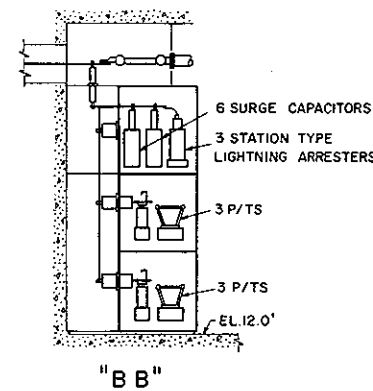 6 SURGE CAPACITORS
3 STATION TYPE
LIGHTNING ARRESTERS
3 P/TS
3 P/TS
EL.12.0'
"B B"